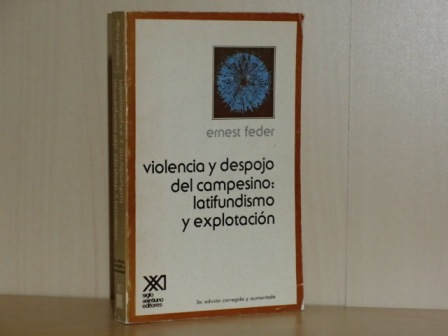 ernest feder
violencia y despojo
del campesino:
latifundismo
y explotación
siglo
veintiuno
editores
3a. edición corregida y aumentada